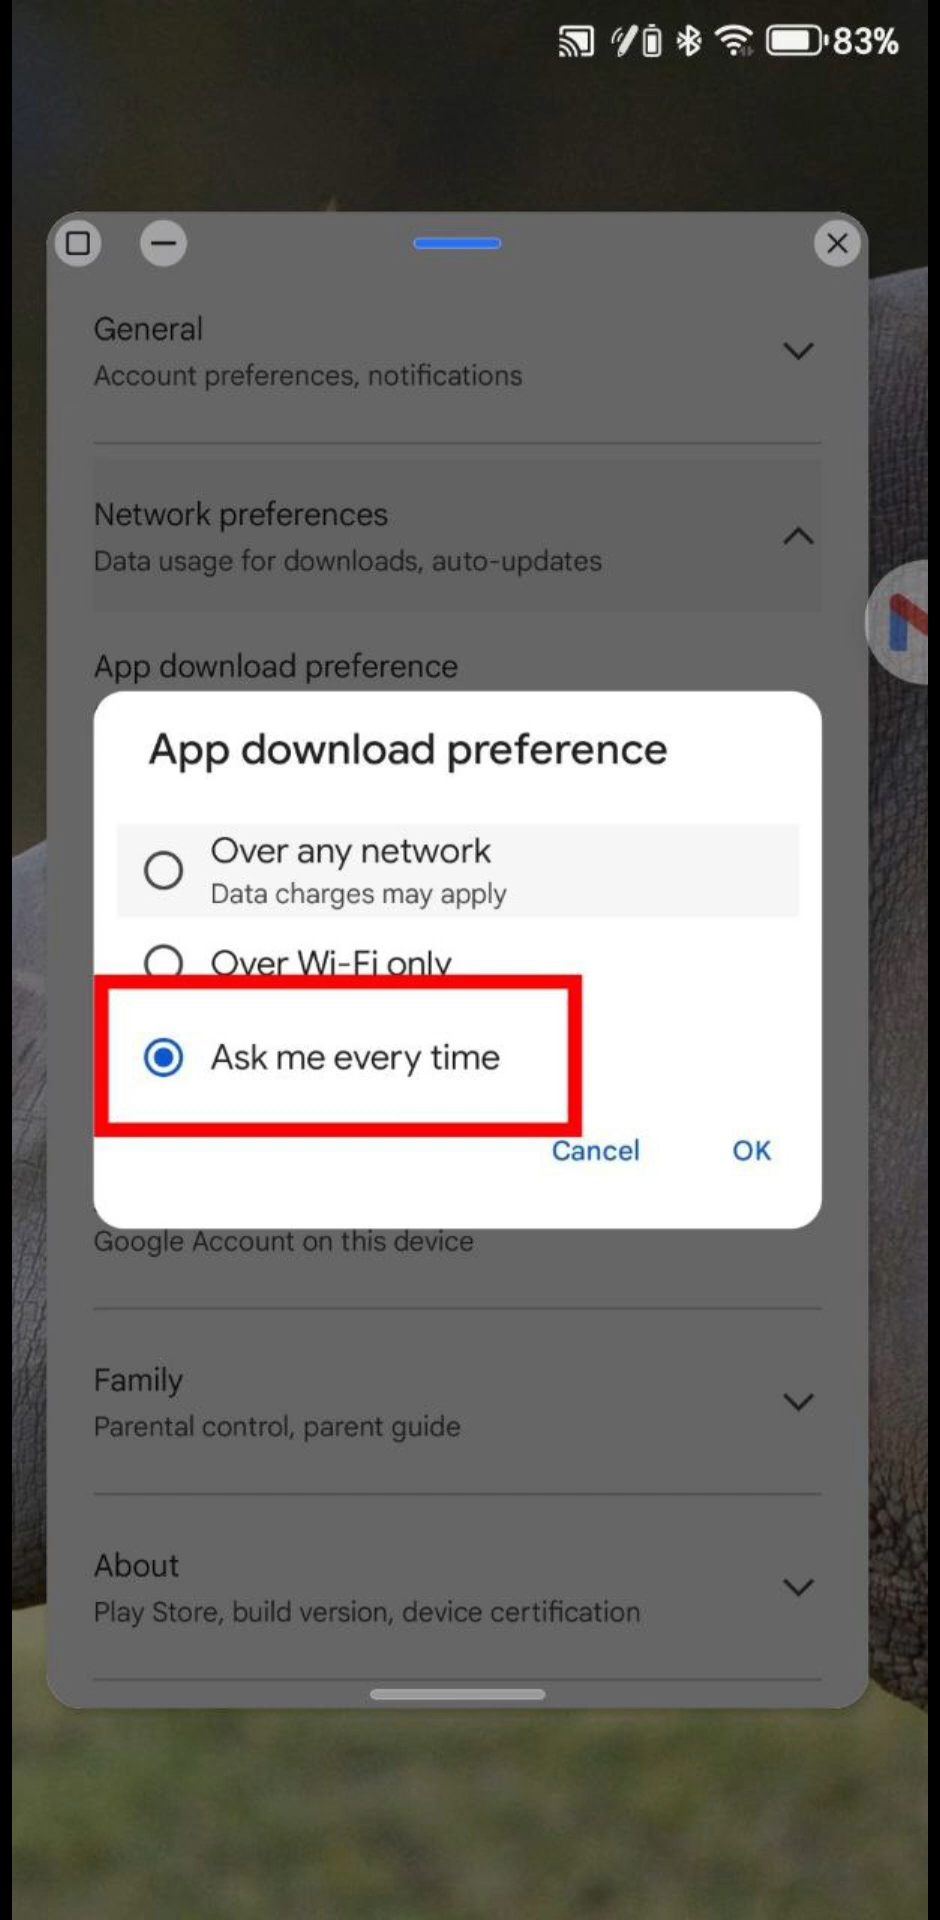 83%
General
Account preferences, notifications
Network preferences
Data usage for downloads, auto-updates
App download preference
App download preference
Over any network
Data charges may apply
Over Wi-Fi only
Ask me every time
Cancel
OK
Google Account on this device
Family
Parental control, parent guide
About
Play Store, build version, device certification